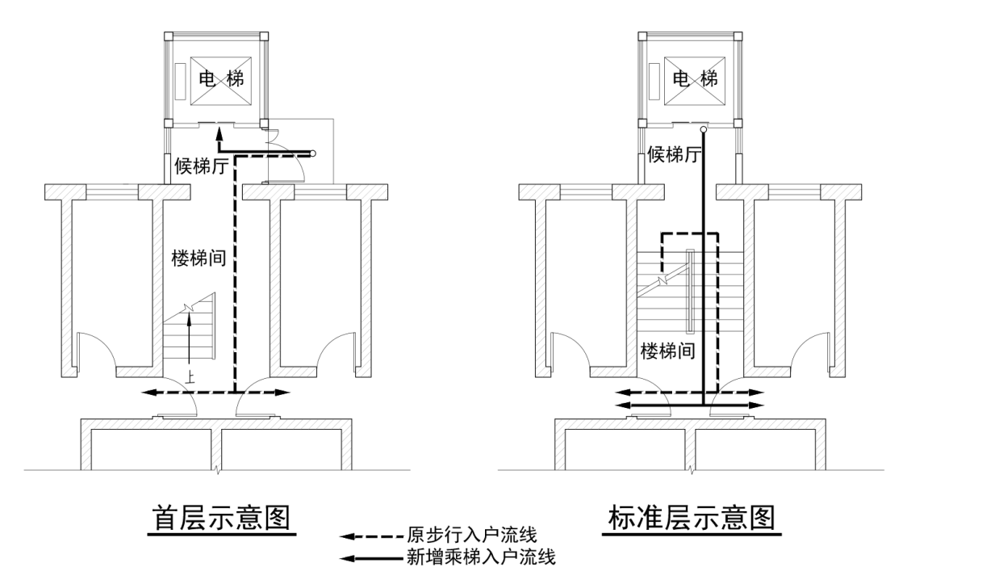 电 梯
候梯厅
楼梯间
上
首层示意图
电 梯
候梯厅
楼梯间
标准层示意图
原步行入户流线
新增乘梯入户流线